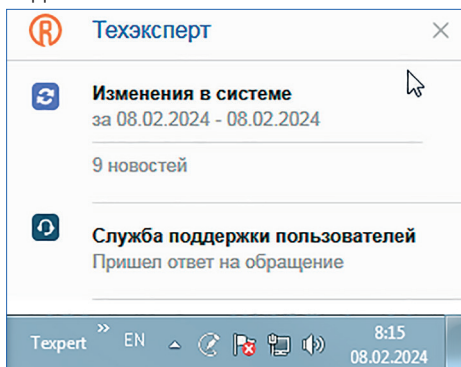 Техэксперт
Изменения в системе
за 08.02.2024 - 08.02.2024
9 новостей
Служба поддержки пользователей
Пришел ответ на обращение
Texpert » EN 8:15
08.02.2024